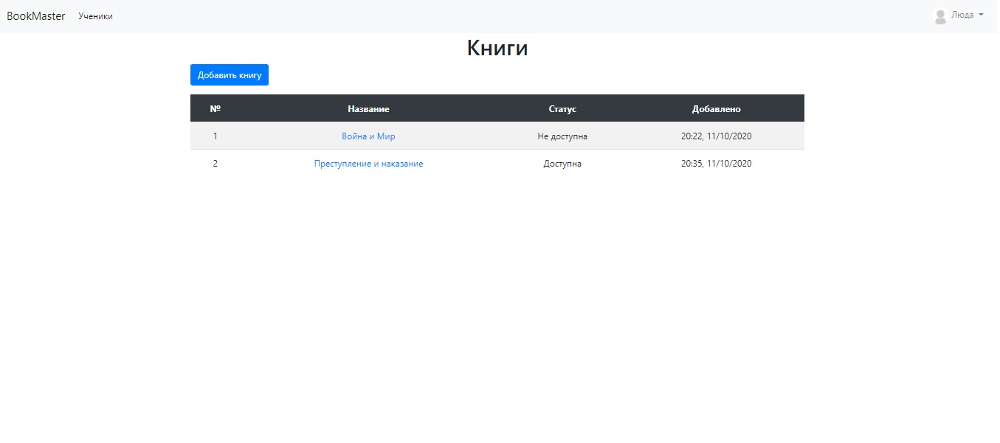 BookMaster Ученики Люда
Книги
Добавить книгу
№ Название Статус Добавлено
1 Война и Мир Не доступна 20:22, 11/10/2020
2 Преступление и наказание Доступна 20:35, 11/10/2020